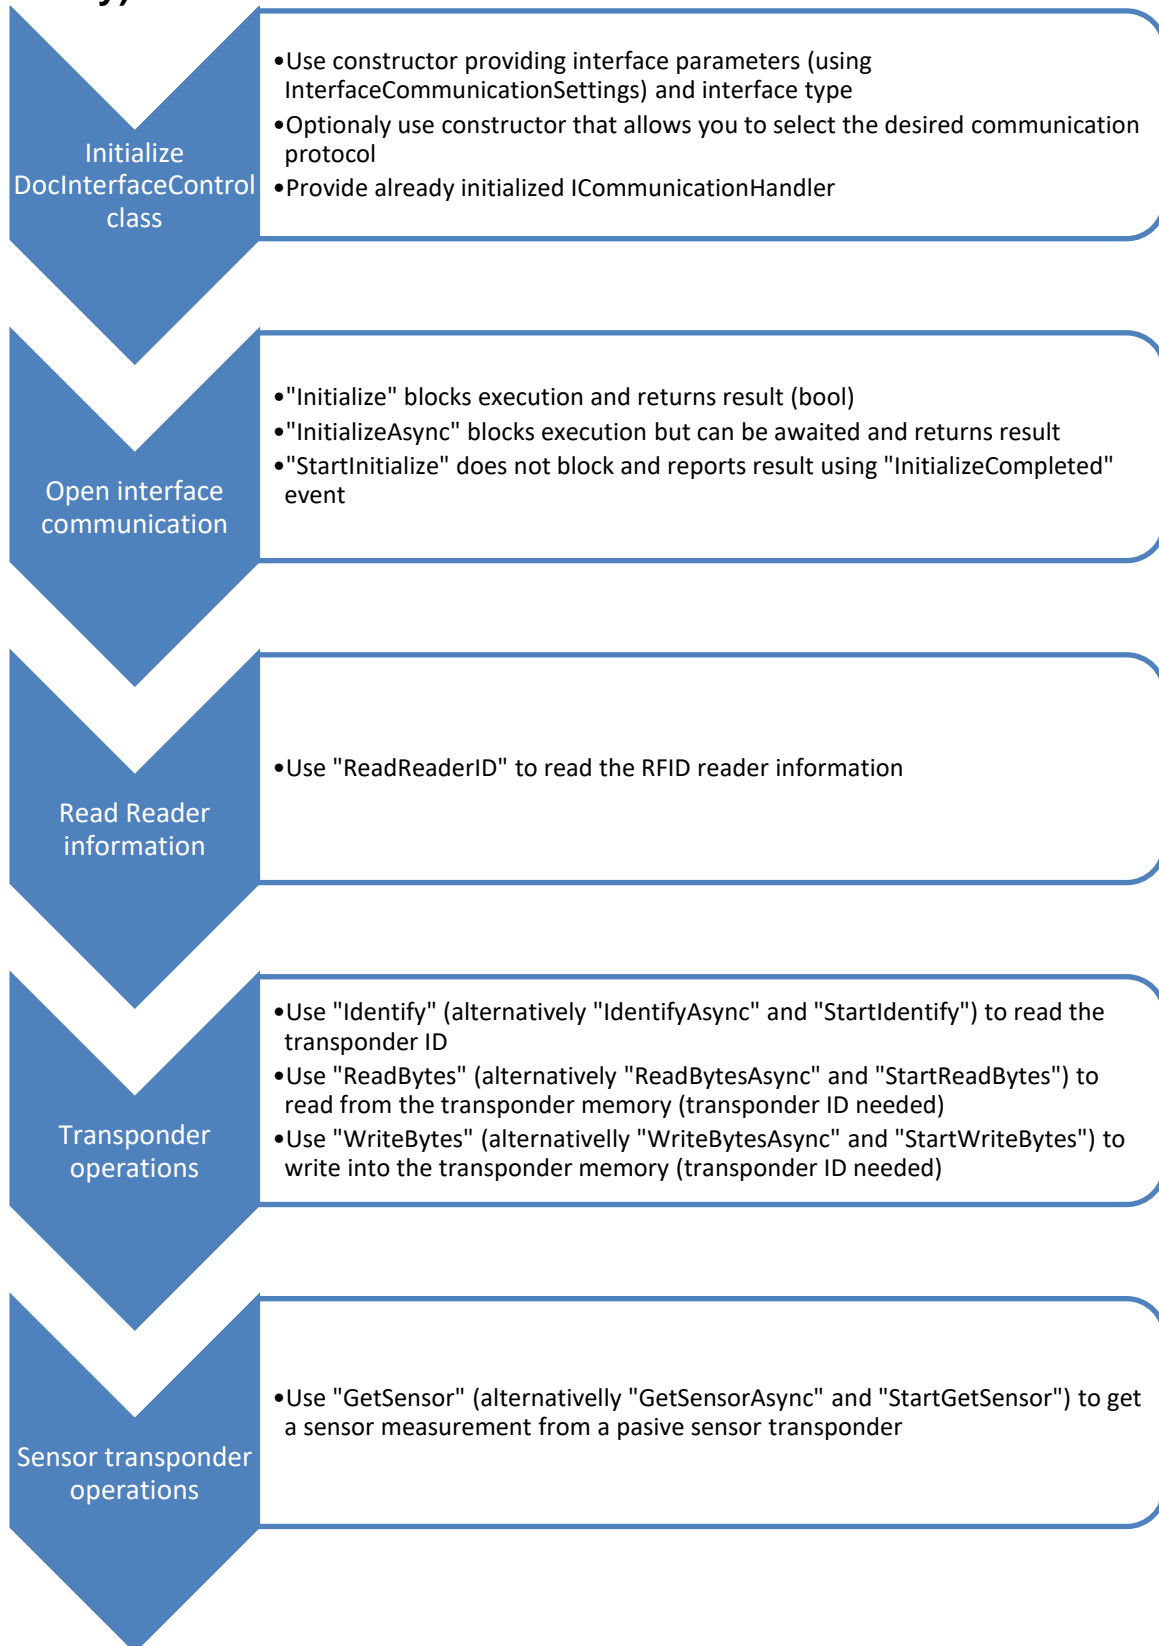 Initialize
DocInterfaceControl
class
•Use constructor providing interface parameters (using
InterfaceCommunicationSettings) and interface type
•Optionaly use constructor that allows you to select the desired communication
protocol
•Provide already initialized ICommunicationHandler
Open interface
communication
•"Initialize" blocks execution and returns result (bool)
•"InitializeAsync" blocks execution but can be awaited and returns result
•"StartInitialize" does not block and reports result using "InitializeCompleted"
event
Read Reader
information
•Use "ReadReaderID" to read the RFID reader information
Transponder
operations
•Use "Identify" (alternatively "IdentifyAsync" and "StartIdentify") to read the
transponder ID
•Use "ReadBytes" (alternatively "ReadBytesAsync" and "StartReadBytes") to
read from the transponder memory (transponder ID needed)
•Use "WriteBytes" (alternativelly "WriteBytesAsync" and "StartWriteBytes") to
write into the transponder memory (transponder ID needed)
Sensor transponder
operations
•Use "GetSensor" (alternativelly "GetSensorAsync" and "StartGetSensor") to get
a sensor measurement from a pasive sensor transponder